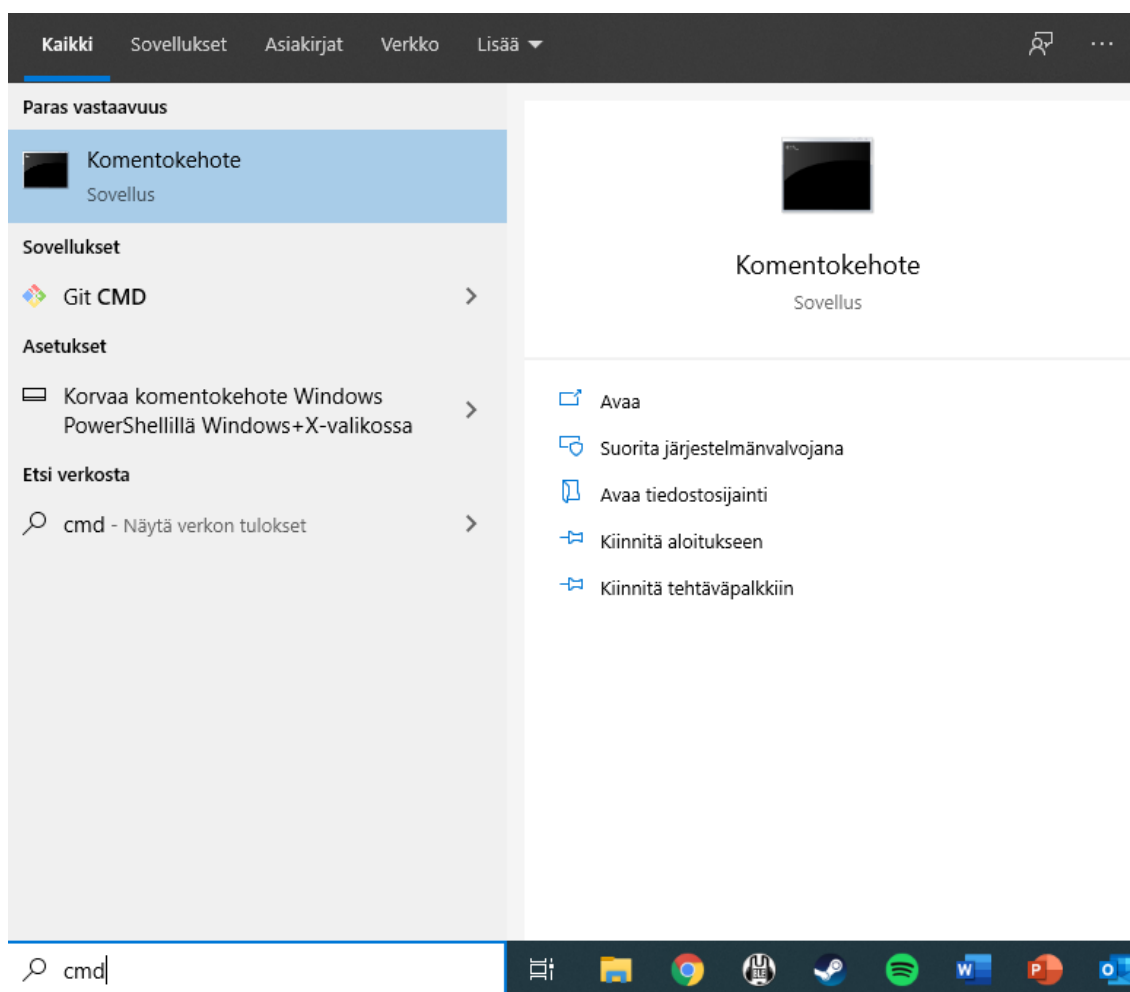 Kaikki Sovellukset Asiakirjat Verkko Lisää
Paras vastaavuus
Komentokehote
Sovellus
Sovellukset
Git CMD
Asetukset
Korvaa komentokehote Windows
PowerShellillä Windows+X-valikossa
Etsi verkosta
cmd - Näytä verkon tulokset
Komentokehote
Sovellus
Avaa
Suorita järjestelmänvalvojana
Avaa tiedostosijainti
Kiinnitä aloitukseen
Kiinnitä tehtäväpalkkiin
cmd